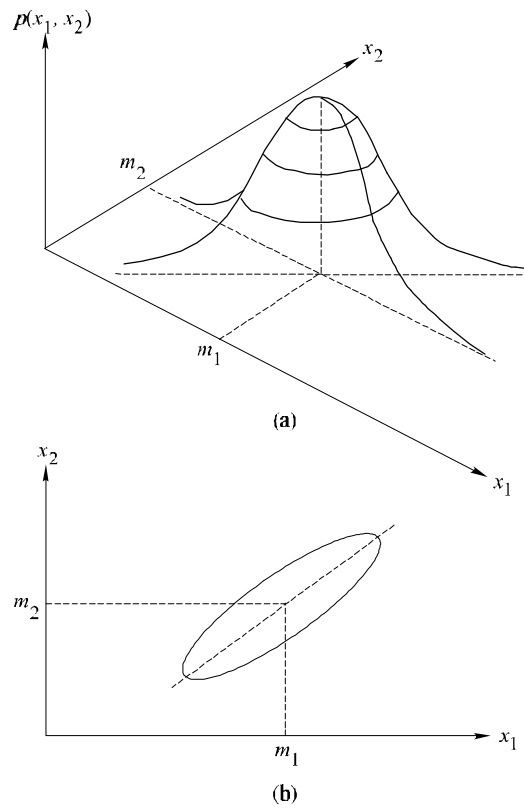 p(x₁, x₂)
x₂
m₂
m₁
x₁
(a)
x₂
m₂
m₁
x₁
(b)